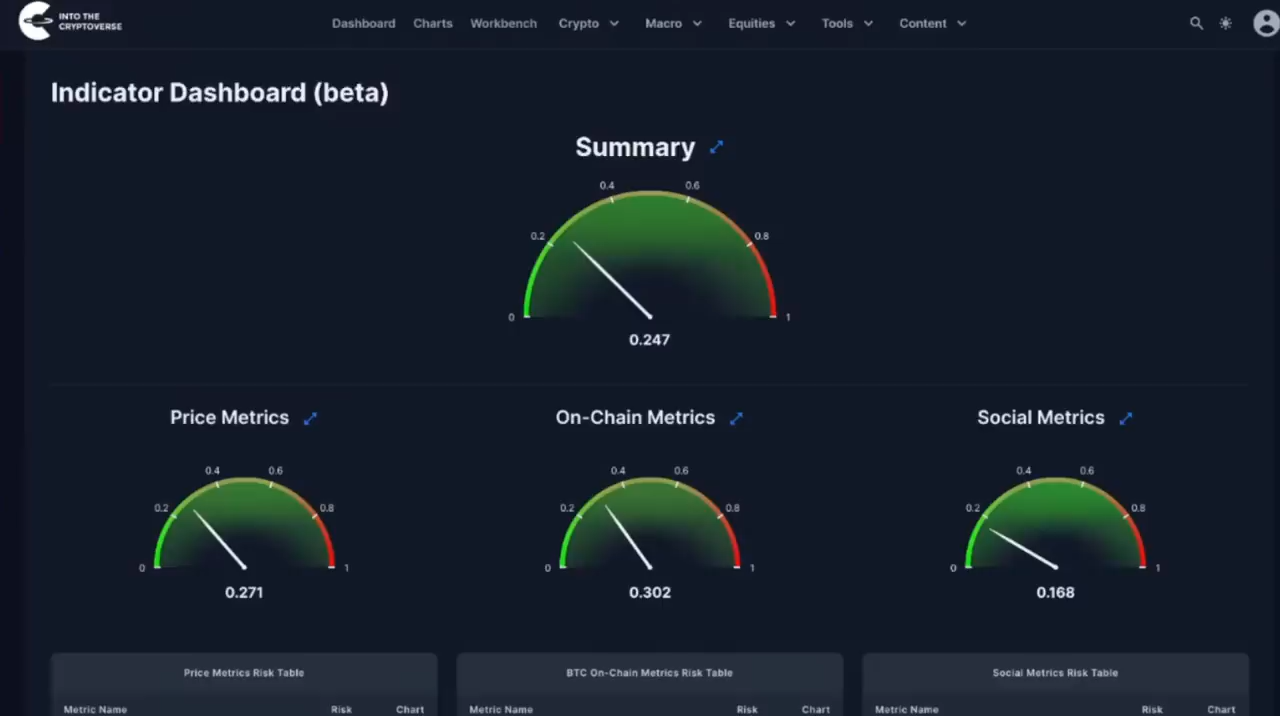 INTO THE
CRYPTOVERSE
Dashboard Charts Workbench Crypto Macro Equities Tools Content
Indicator Dashboard (beta)
Summary
0.4 0.6
0.2 0.8
0 1
0.247
Price Metrics On-Chain Metrics Social Metrics
0.4 0.6 0.4 0.6 0.4 0.6
0.2 0.8 0.2 0.8 0.2 0.8
0 1 0 1 0 1
0.271 0.302 0.168
Price Metrics Risk Table BTC On-Chain Metrics Risk Table Social Metrics Risk Table
Metric Name Risk Chart Metric Name Risk Chart Metric Name Risk Chart